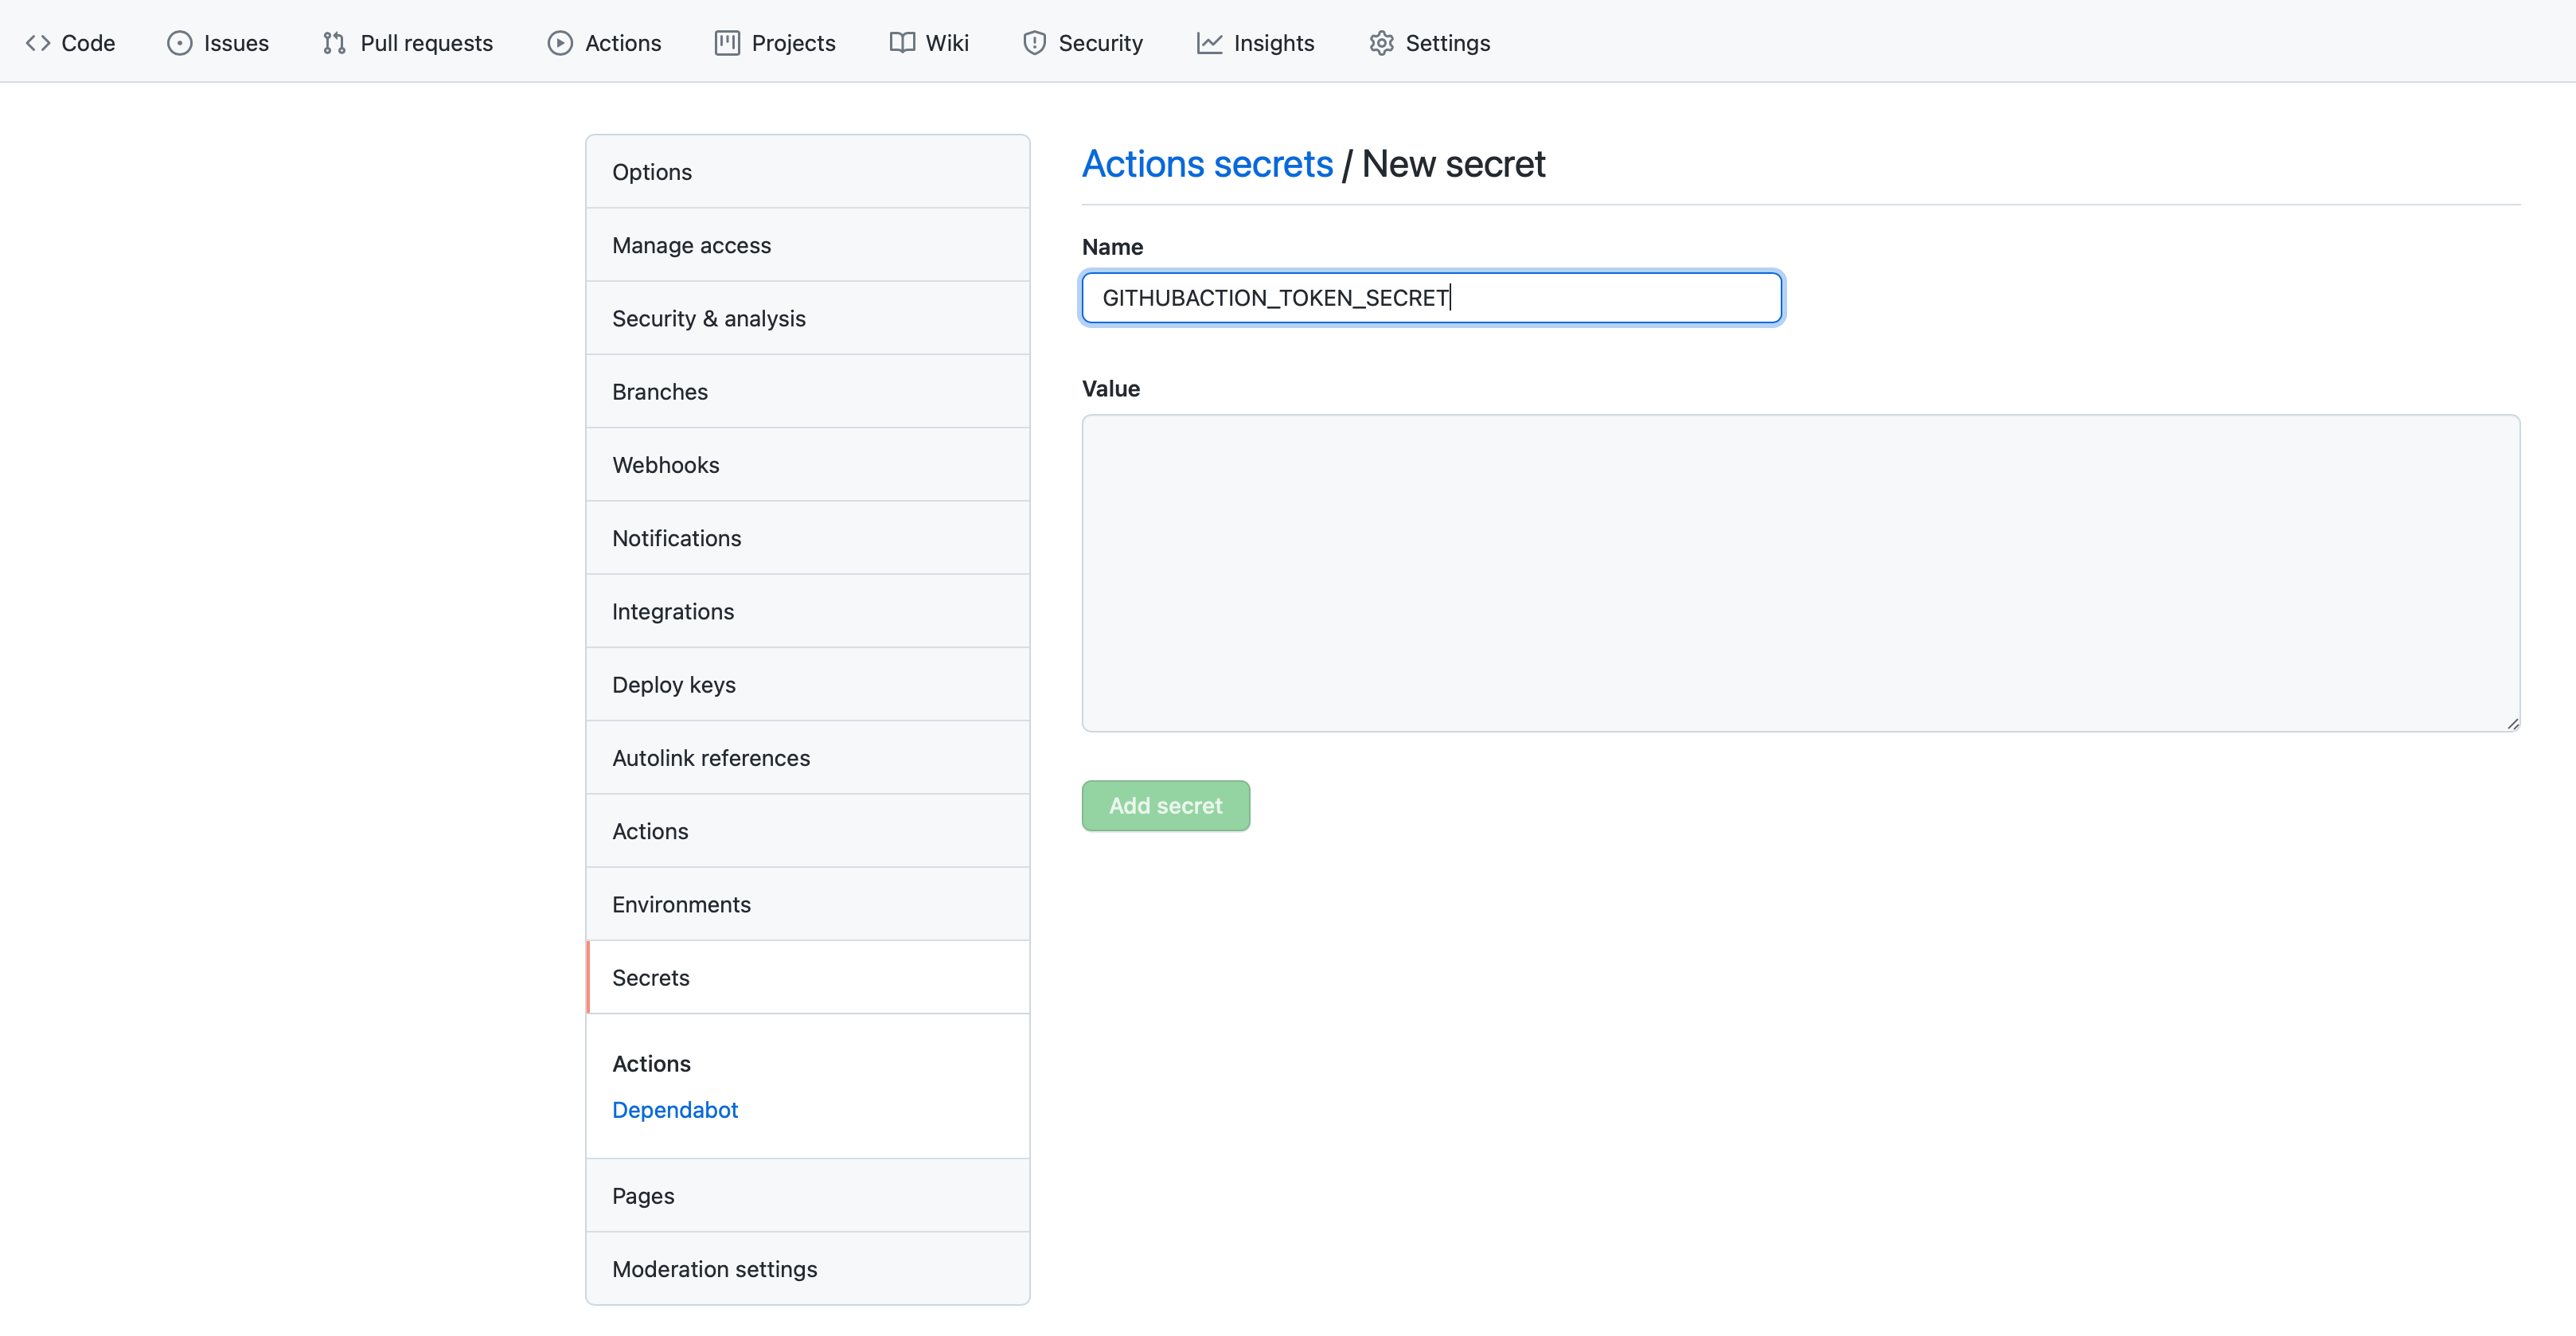 Code Issues Pull requests Actions Projects Wiki Security Insights Settings
Options
Manage access
Security & analysis
Branches
Webhooks
Notifications
Integrations
Deploy keys
Autolink references
Actions
Environments
Secrets
Actions
Dependabot
Pages
Moderation settings
Actions secrets / New secret
Name
GITHUBACTION_TOKEN_SECRET
Value
Add secret